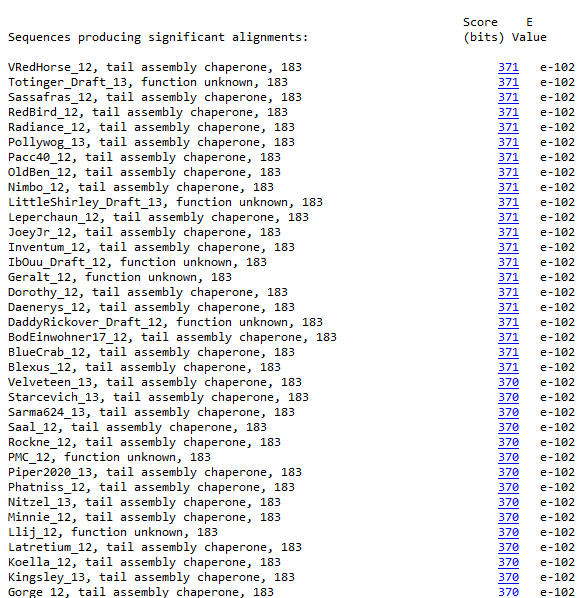 Score E
Sequences producing significant alignments: (bits) Value
VRedHorse_12, tail assembly chaperone, 183 371 e-102
Totinger_Draft_13, function unknown, 183 371 e-102
Sassafras_12, tail assembly chaperone, 183 371 e-102
RedBird_12, tail assembly chaperone, 183 371 e-102
Radiance_12, tail assembly chaperone, 183 371 e-102
Pollywog_13, tail assembly chaperone, 183 371 e-102
Pacc40_12, tail assembly chaperone, 183 371 e-102
OldBen_12, tail assembly chaperone, 183 371 e-102
Nimbo_12, tail assembly chaperone, 183 371 e-102
LittleShirley_Draft_13, function unknown, 183 371 e-102
Leperchaun_12, tail assembly chaperone, 183 371 e-102
JoeyJr_12, tail assembly chaperone, 183 371 e-102
Inventum_12, tail assembly chaperone, 183 371 e-102
IbOuu_Draft_12, function unknown, 183 371 e-102
Geralt_12, function unknown, 183 371 e-102
Dorothy_12, tail assembly chaperone, 183 371 e-102
Daenerys_12, tail assembly chaperone, 183 371 e-102
DaddyRickover_Draft_12, function unknown, 183 371 e-102
BodEinwohner17_12, tail assembly chaperone, 183 371 e-102
BlueCrab_12, tail assembly chaperone, 183 371 e-102
Blexus_12, tail assembly chaperone, 183 371 e-102
Velveteen_13, tail assembly chaperone, 183 370 e-102
Starcevich_13, tail assembly chaperone, 183 370 e-102
Sarma624_13, tail assembly chaperone, 183 370 e-102
Saal_12, tail assembly chaperone, 183 370 e-102
Rockne_12, tail assembly chaperone, 183 370 e-102
PMC_12, function unknown, 183 370 e-102
Piper2020_13, tail assembly chaperone, 183 370 e-102
Phatniss_12, tail assembly chaperone, 183 370 e-102
Nitzel_13, tail assembly chaperone, 183 370 e-102
Minnie_12, tail assembly chaperone, 183 370 e-102
Llij_12, function unknown, 183 370 e-102
Latretium_12, tail assembly chaperone, 183 370 e-102
Koella_12, tail assembly chaperone, 183 370 e-102
Kingsley_13, tail assembly chaperone, 183 370 e-102
Gorge_12, tail assembly chaperone, 183 370 e-102